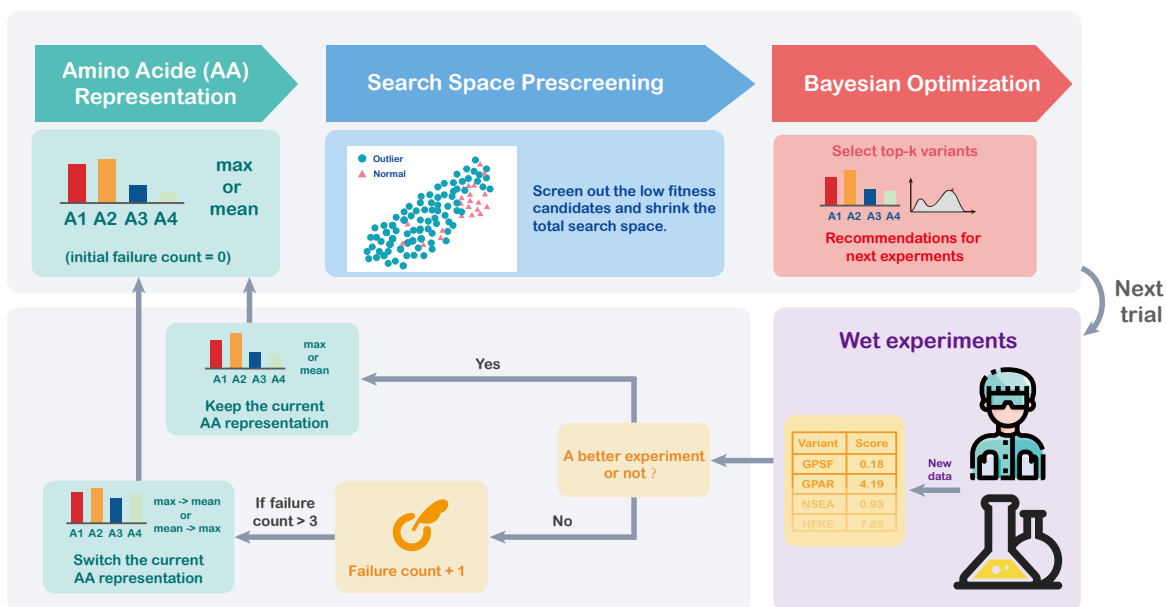 Amino Acide (AA)
Representation
Search Space Prescreening
Bayesian Optimization
A1 A2 A3 A4
max
or
mean
(initial failure count = 0)
Outlier
Normal
Screen out the low fitness
candidates and shrink the
total search space.
Select top-k variants
A1 A2 A3 A4
Recommendations for
next experments
Next
trial
Wet experiments
New
data
Variant Score
GPSF 0.18
GPAR 4.19
NSEA 0.93
HFKE 7.85
A better experiment
or not ?
Yes
No
A1 A2 A3 A4
max
or
mean
Keep the current
AA representation
Failure count + 1
If failure
count > 3
A1 A2 A3 A4
max -> mean
or
mean -> max
Switch the current
AA representation